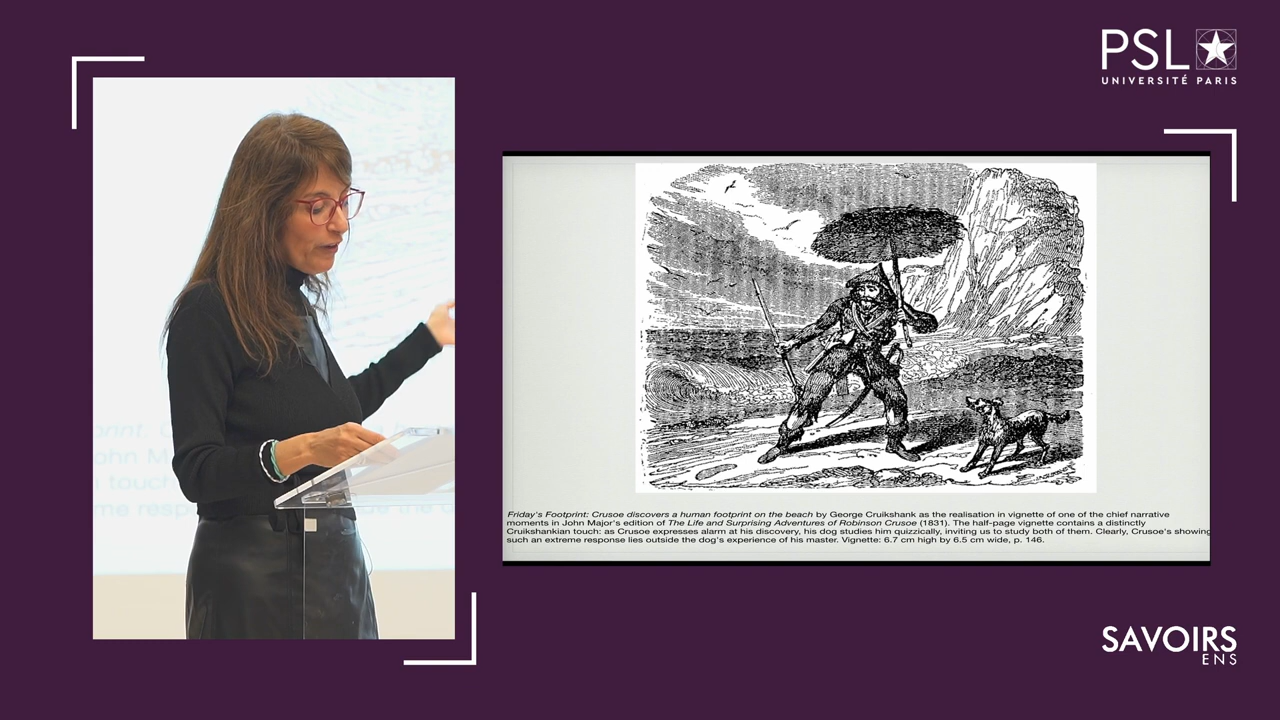 PSL
UNIVERSITÉ PARIS
Friday's Footprint: Crusoe discovers a human footprint on the beach by George Cruikshank as the realisation in vignette of one of the chief narrative
moments in John Major's edition of The Life and Surprising Adventures of Robinson Crusoe (1831). The half-page vignette contains a distinctly
Cruikshankian touch: as Crusoe expresses alarm at his discovery, his dog studies him quizzically, inviting us to study both of them. Clearly, Crusoe's showing
such an extreme response lies outside the dog's experience of his master. Vignette: 6.7 cm high by 6.5 cm wide, p. 146.
SAVOIRS
ENS